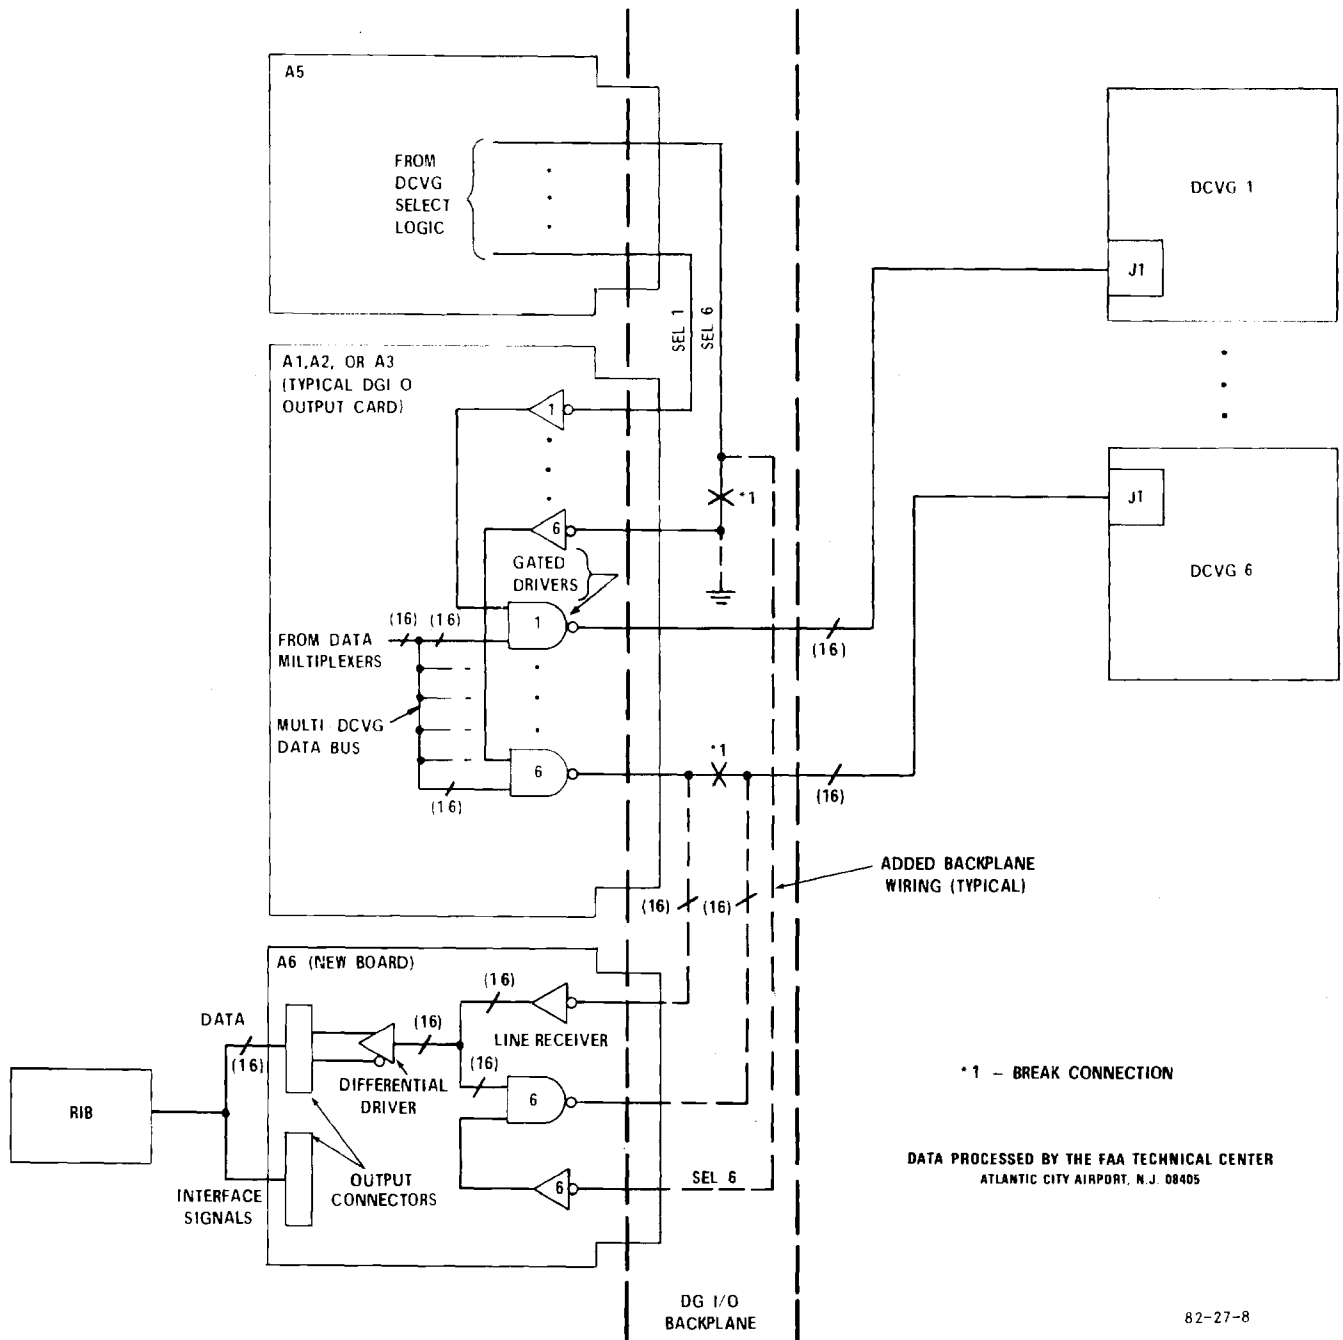 A5
FROM
DCVG
SELECT
LOGIC
SEL 1
SEL 6
DCVG 1
J1
A1,A2, OR A3
(TYPICAL DGI O
OUTPUT CARD)
1
6
*1
GATED
DRIVERS
J1
DCVG 6
(16)
(16)
1
FROM DATA
MILTIPLEXERS
(16)
MULTI DCVG
DATA BUS
*1
6
(16)
(16)
ADDED BACKPLANE
WIRING (TYPICAL)
(16)
(16)
A6 (NEW BOARD)
(16)
DATA
(16)
(16)
LINE RECEIVER
(16)
DIFFERENTIAL
DRIVER
6
*1 - BREAK CONNECTION
RIB
OUTPUT
CONNECTORS
INTERFACE
SIGNALS
6
SEL 6
DATA PROCESSED BY THE FAA TECHNICAL CENTER
ATLANTIC CITY AIRPORT, N.J. 08405
DG I/O
BACKPLANE
82-27-8